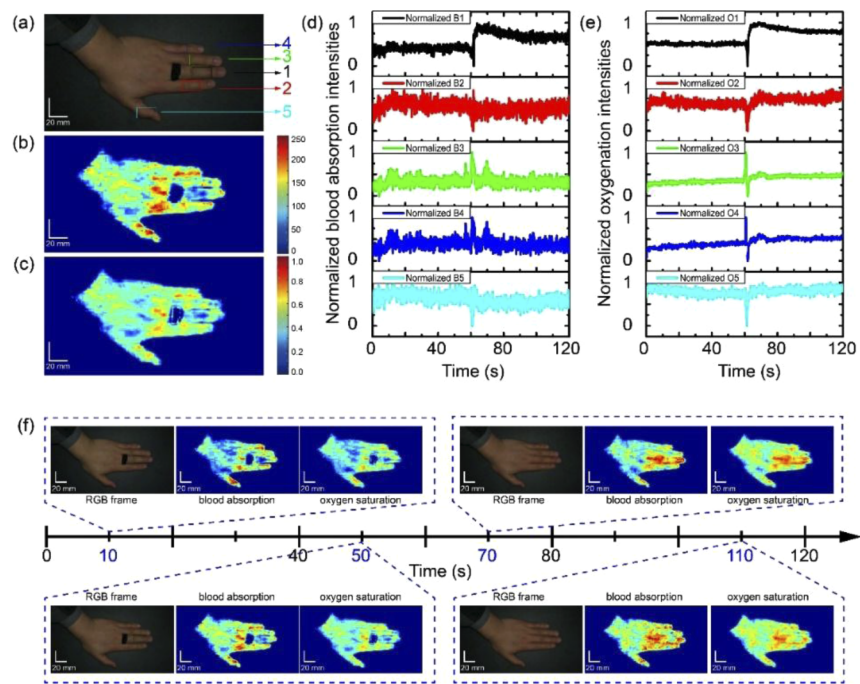 (a)
4
3
1
2
5
20 mm
(b)
20 mm
250
200
150
100
50
0
(c)
20 mm
1.0
0.8
0.6
0.4
0.2
0.0
(d)
Normalized blood absorption intensities
Normalized B1
1
0
Normalized B2
1
0
Normalized B3
1
0
Normalized B4
1
0
Normalized B5
1
0
0 40 80 120
Time (s)
(e)
Normalized oxygenation intensities
Normalized O1
1
0
Normalized O2
1
0
Normalized O3
1
0
Normalized O4
1
0
Normalized O5
1
0
0 40 80 120
Time (s)
(f)
20 mm 20 mm 20 mm
RGB frame blood absorption oxygen saturation
20 mm 20 mm 20 mm
RGB frame blood absorption oxygen saturation
0 10 40 50 70 80 110 120
Time (s)
RGB frame blood absorption oxygen saturation
20 mm 20 mm 20 mm
RGB frame blood absorption oxygen saturation
20 mm 20 mm 20 mm